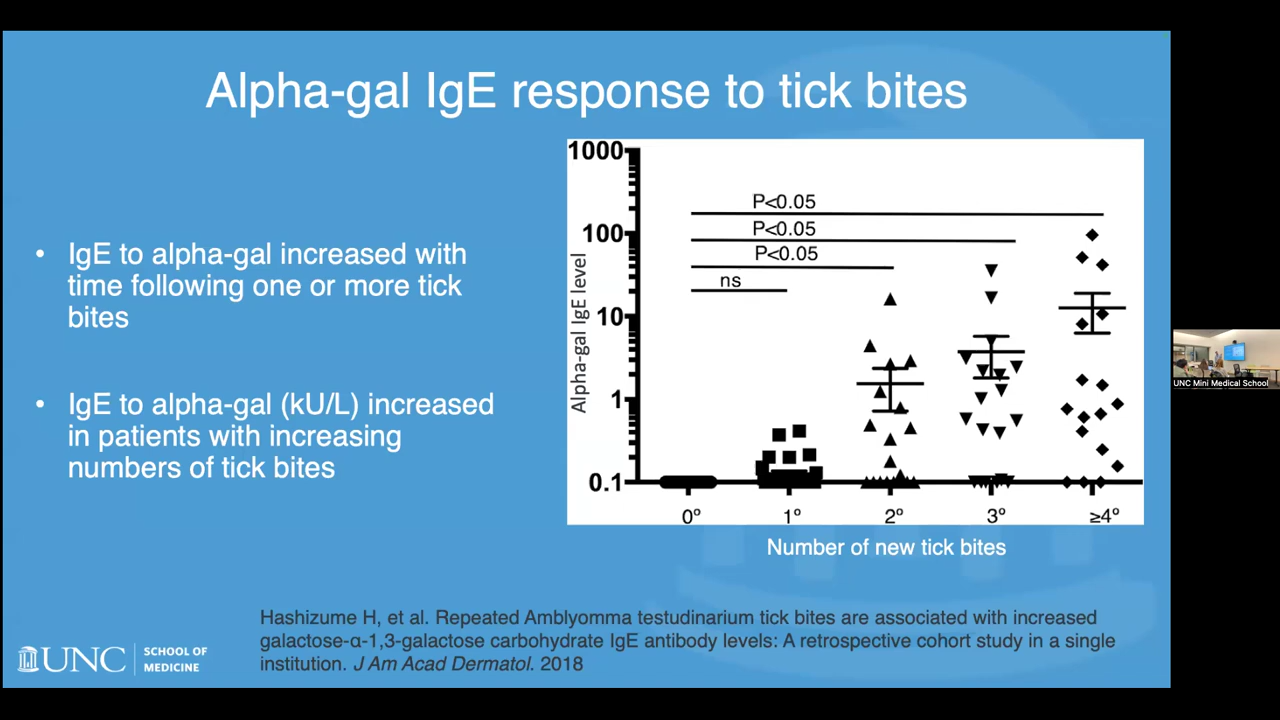 Alpha-gal IgE response to tick bites
• IgE to alpha-gal increased with
time following one or more tick
bites
• IgE to alpha-gal (kU/L) increased
in patients with increasing
numbers of tick bites
Alpha-gal IgE level
1000
100
10
1
0.1
P<0.05
P<0.05
P<0.05
ns
0º
1º
2º
3º
≥4º
Number of new tick bites
Hashizume H, et al. Repeated Amblyomma testudinarium tick bites are associated with increased
galactose-α-1,3-galactose carbohydrate IgE antibody levels: A retrospective cohort study in a single
institution. J Am Acad Dermatol. 2018
UNC
SCHOOL OF
MEDICINE
UNC Mini Medical School